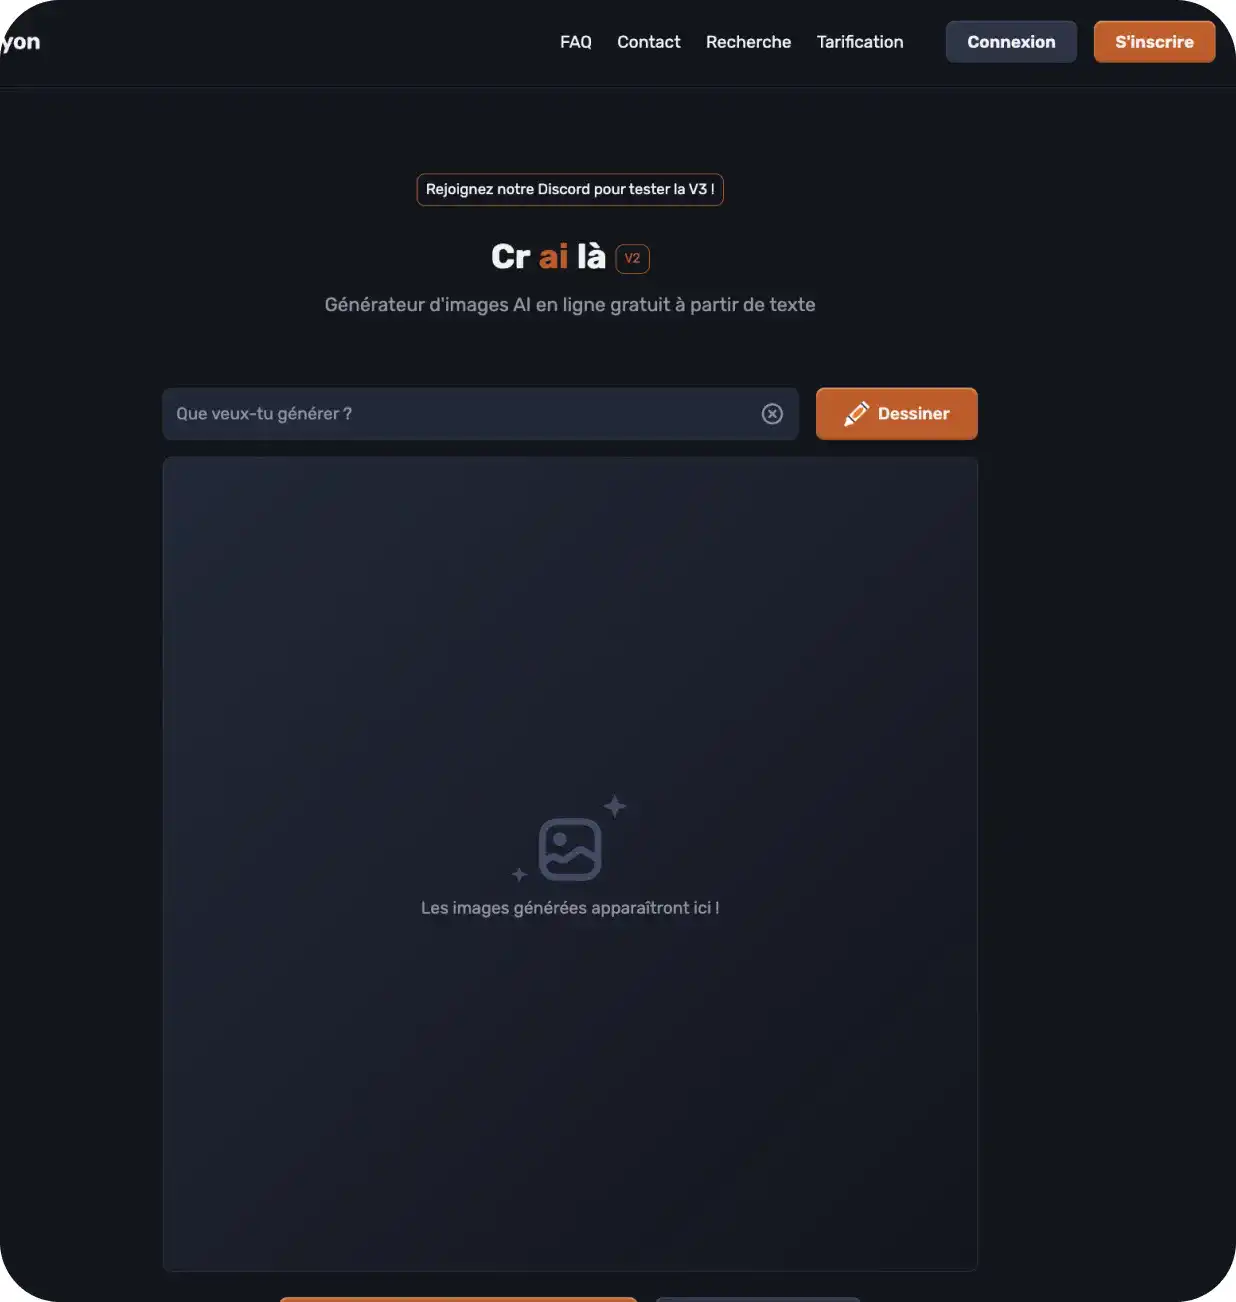 yon
FAQ Contact Recherche Tarification Connexion S'inscrire
Rejoignez notre Discord pour tester la V3 !
Cr ai là V2
Générateur d'images AI en ligne gratuit à partir de texte
Que veux-tu générer ?
Dessiner
Les images générées apparaîtront ici !